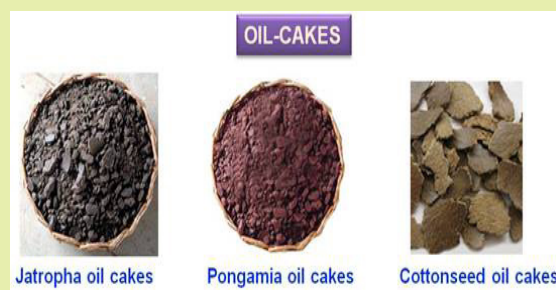 OIL-CAKES
Jatropha oil cakes
Pongamia oil cakes
Cottonseed oil cakes